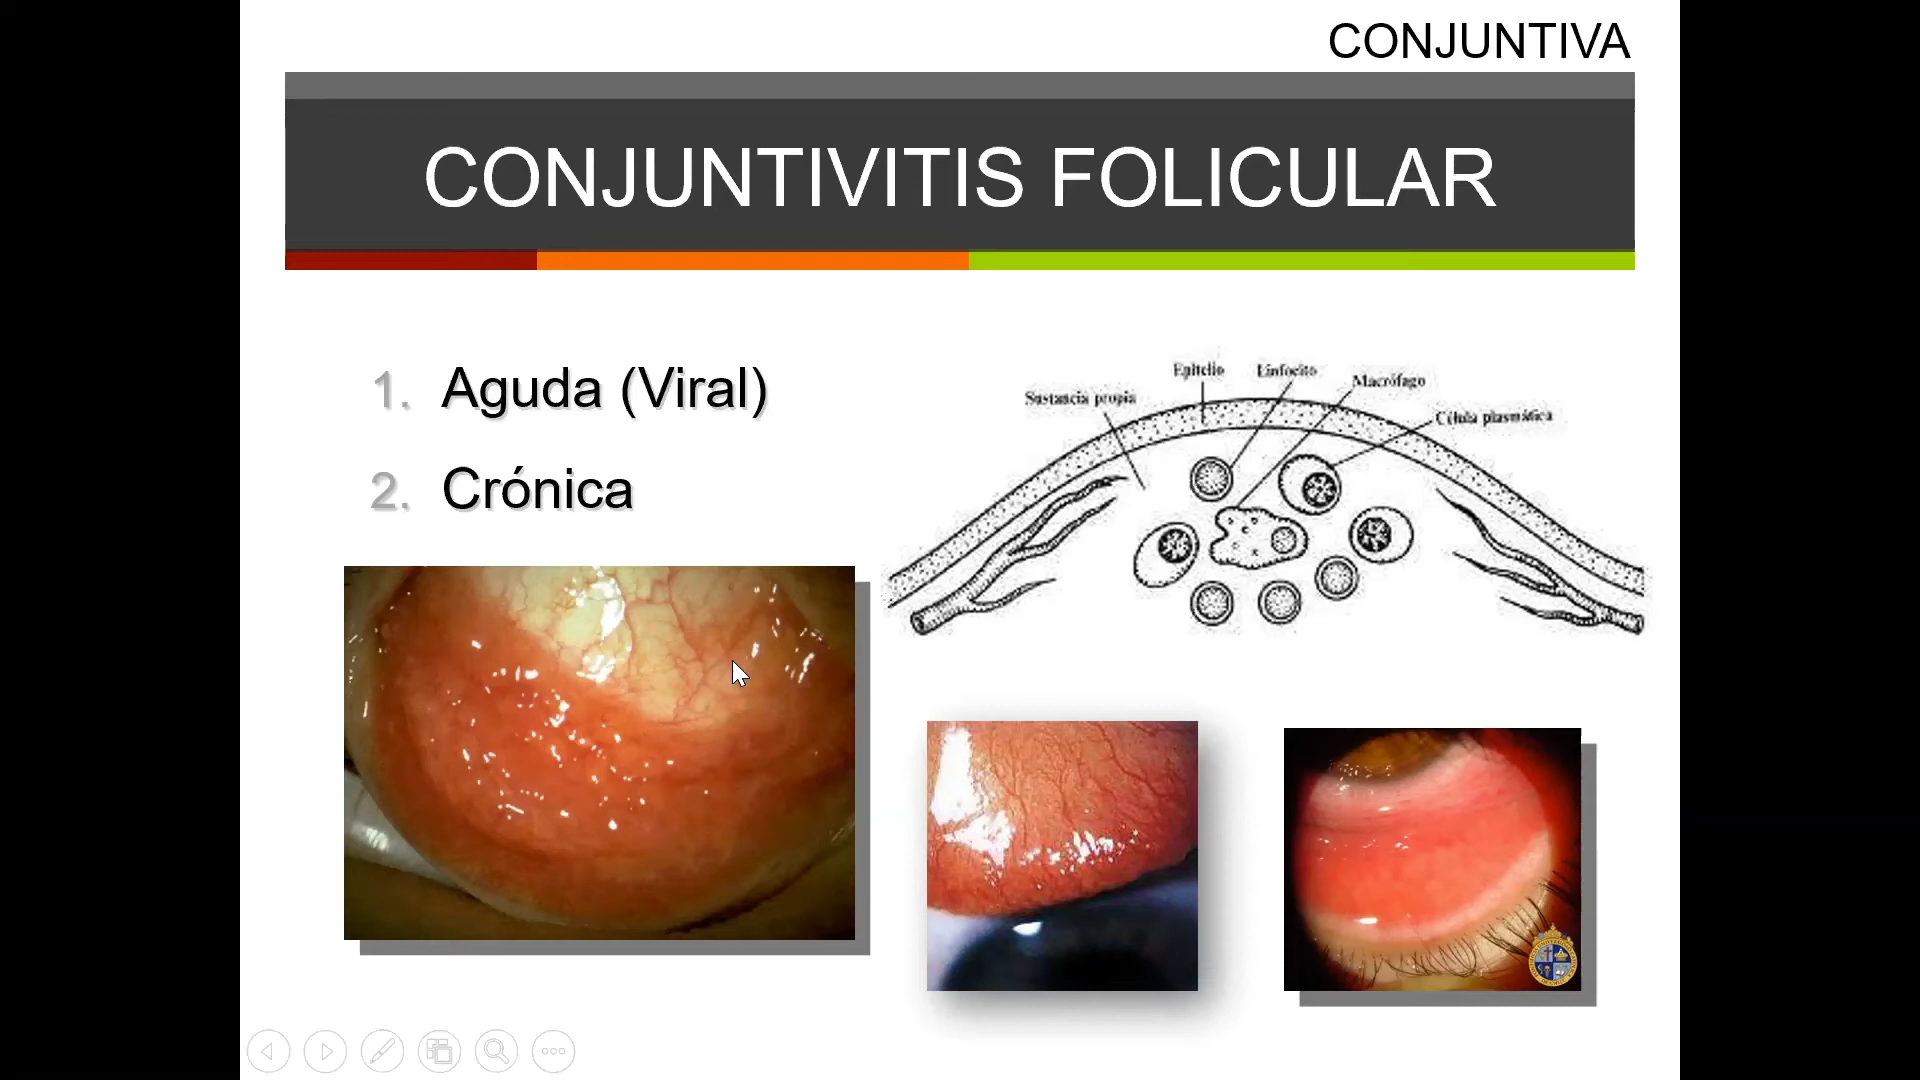 CONJUNTIVA
CONJUNTIVITIS FOLICULAR
1. Aguda (Viral)
2. Crónica
Epitelio
Linfocito
Macrófago
Sustancia propia
Célula plasmática